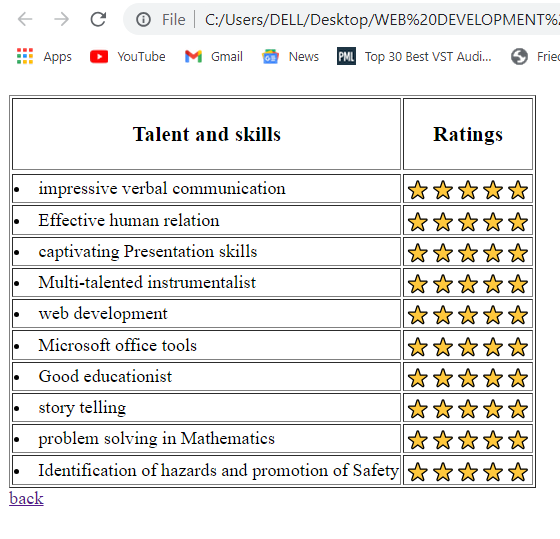 File C:/Users/DELL/Desktop/WEB%20DEVELOPMENT%
Apps YouTube Gmail News PML Top 30 Best VST Audi... Frie
Talent and skills Ratings
• impressive verbal communication ⭐⭐⭐⭐⭐
• Effective human relation ⭐⭐⭐⭐⭐
• captivating Presentation skills ⭐⭐⭐⭐⭐
• Multi-talented instrumentalist ⭐⭐⭐⭐⭐
• web development ⭐⭐⭐⭐⭐
• Microsoft office tools ⭐⭐⭐⭐⭐
• Good educationist ⭐⭐⭐⭐⭐
• story telling ⭐⭐⭐⭐⭐
• problem solving in Mathematics ⭐⭐⭐⭐⭐
• Identification of hazards and promotion of Safety ⭐⭐⭐⭐⭐
back